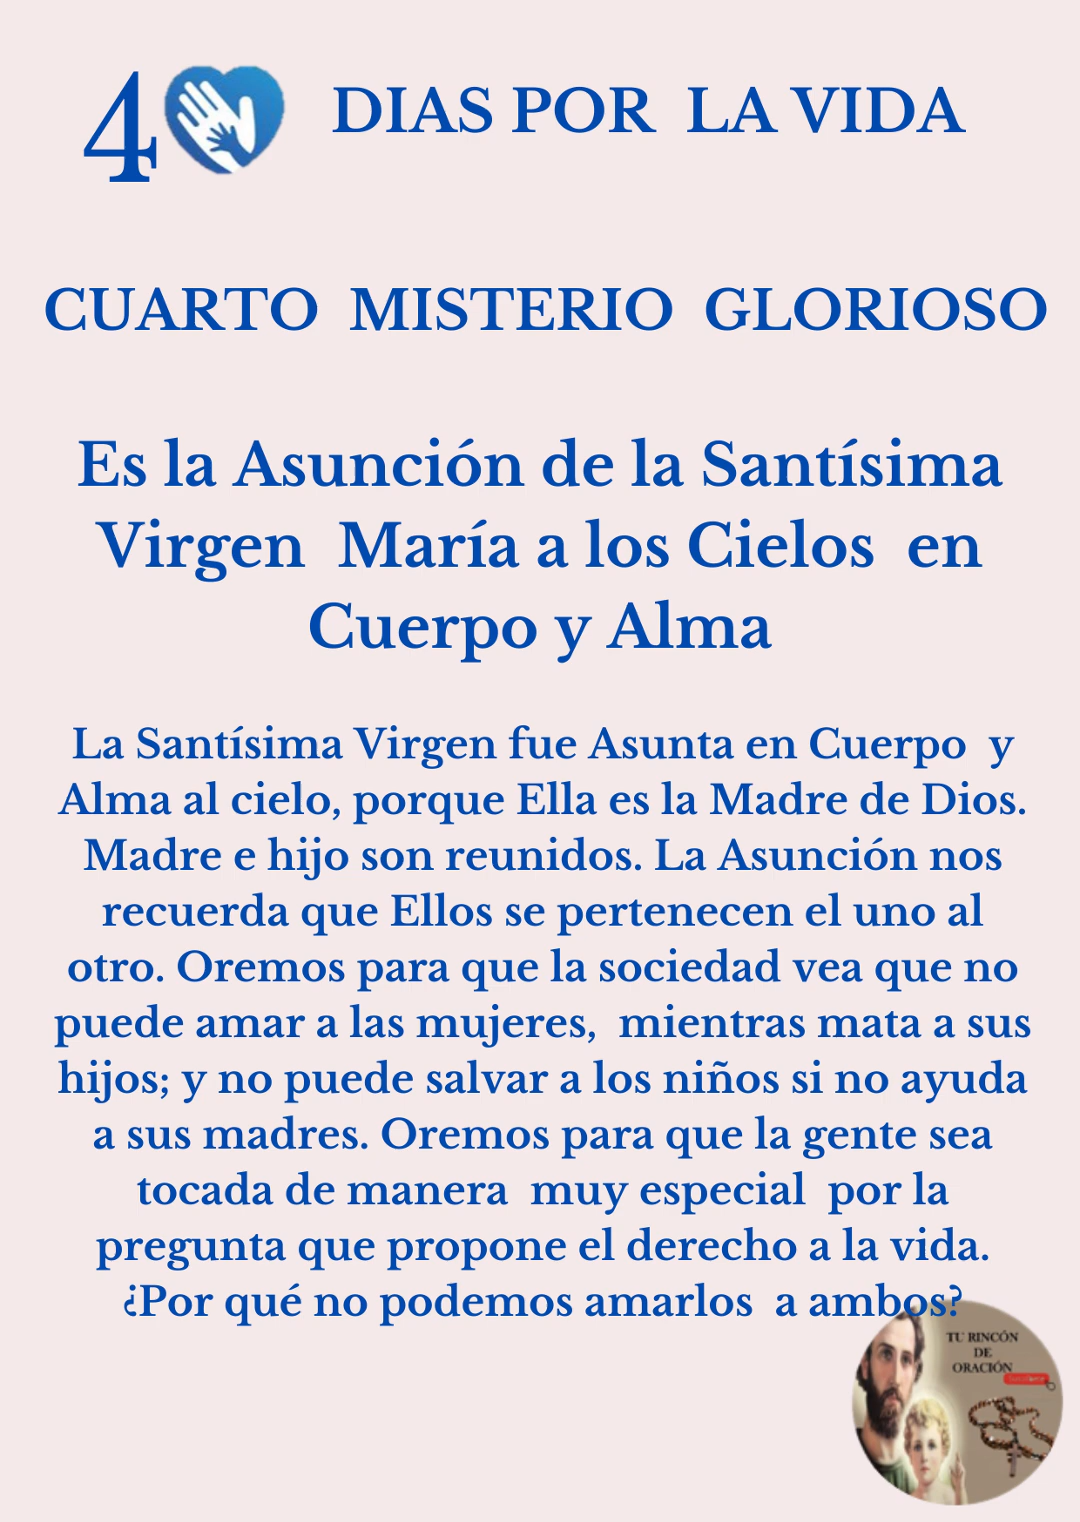 4 DIAS POR LA VIDA
CUARTO MISTERIO GLORIOSO
Es la Asunción de la Santísima
Virgen María a los Cielos en
Cuerpo y Alma
La Santísima Virgen fue Asunta en Cuerpo y
Alma al cielo, porque Ella es la Madre de Dios.
Madre e hijo son reunidos. La Asunción nos
recuerda que Ellos se pertenecen el uno al
otro. Oremos para que la sociedad vea que no
puede amar a las mujeres, mientras mata a sus
hijos; y no puede salvar a los niños si no ayuda
a sus madres. Oremos para que la gente sea
tocada de manera muy especial por la
pregunta que propone el derecho a la vida.
¿Por qué no podemos amarlos a ambos?
TU RINCÓN
DE
ORACIÓN